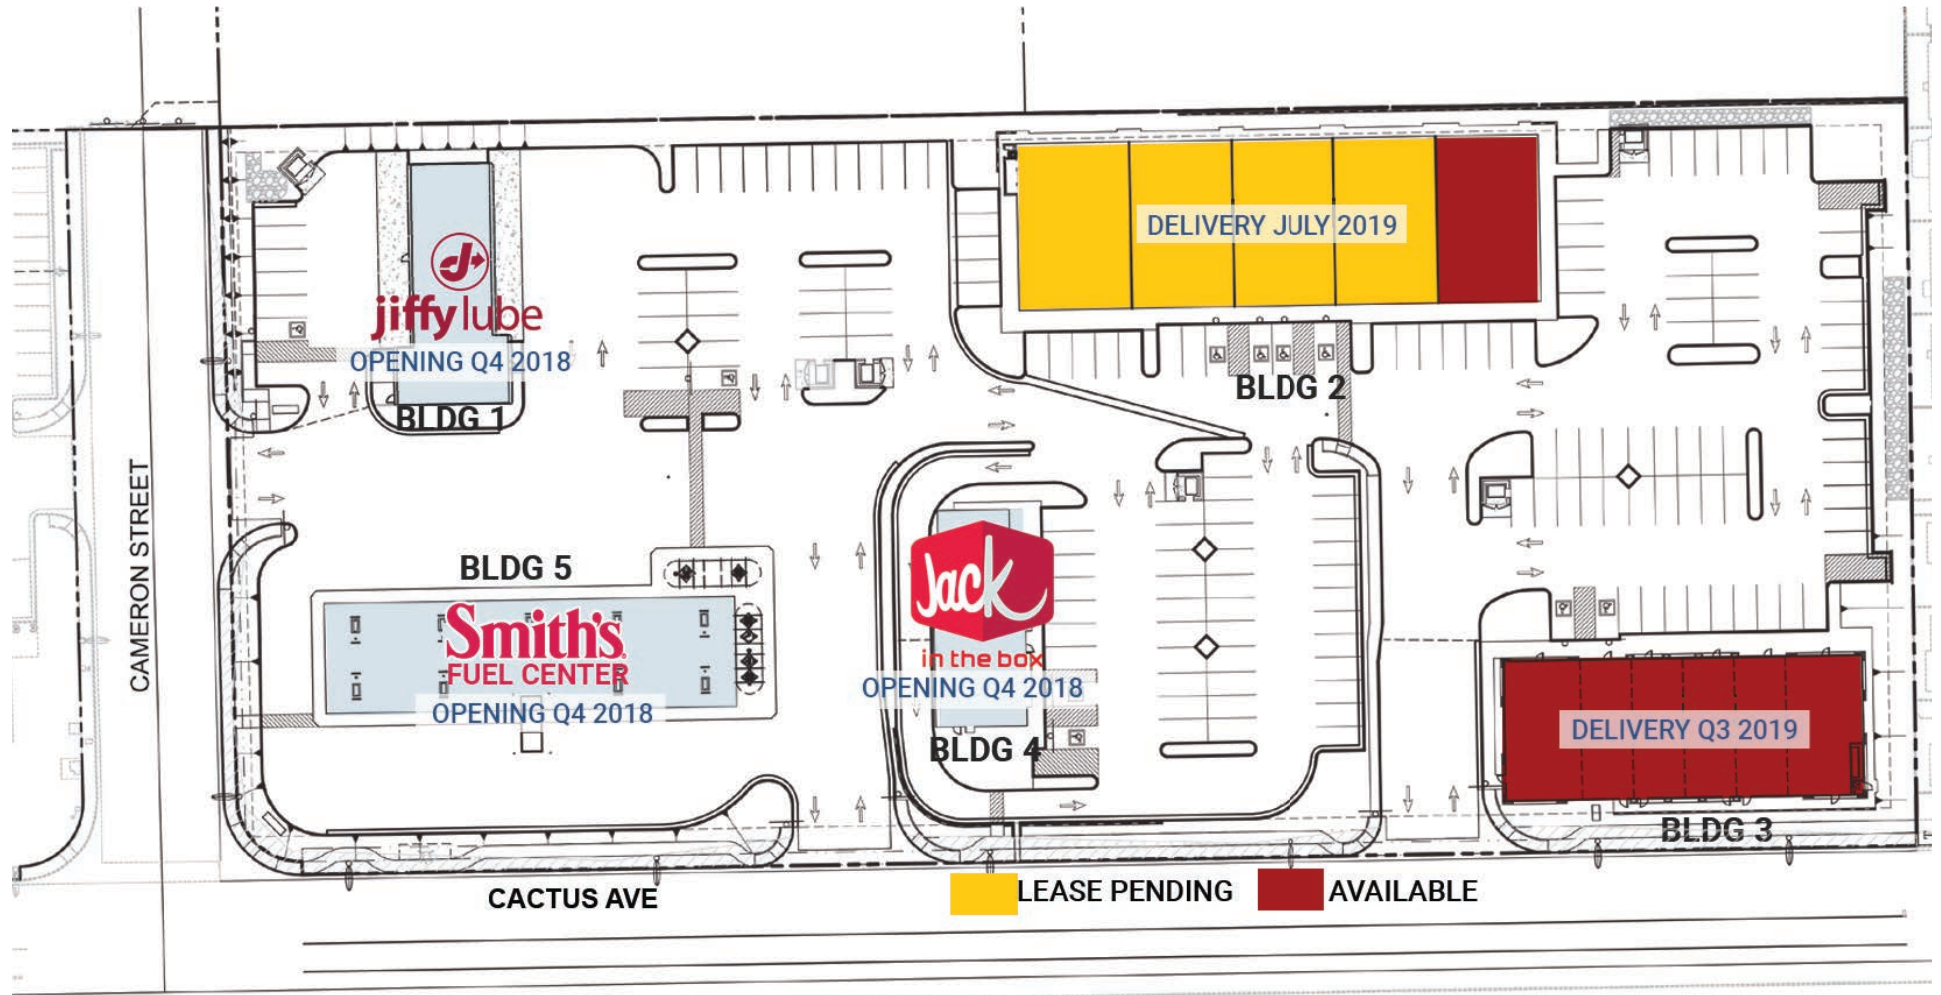 DELIVERY JULY 2019
jiffy lube
OPENING Q4 2018
BLDG 1
BLDG 2
CAMERON STREET
BLDG 5
Smith's
FUEL CENTER
OPENING Q4 2018
Jack
in the box
OPENING Q4 2018
BLDG 4
DELIVERY Q3 2019
BLDG 3
CACTUS AVE
LEASE PENDING
AVAILABLE